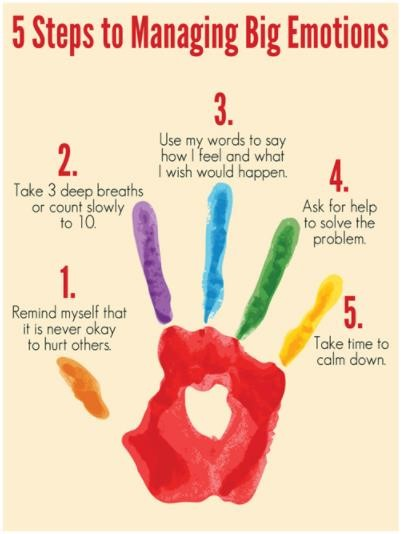 5 Steps to Managing Big Emotions
1.
Remind myself that
it is never okay
to hurt others.
2.
Take 3 deep breaths
or count slowly
to 10.
3.
Use my words to say
how I feel and what
I wish would happen.
4.
Ask for help
to solve the
problem.
5.
Take time to
calm down.